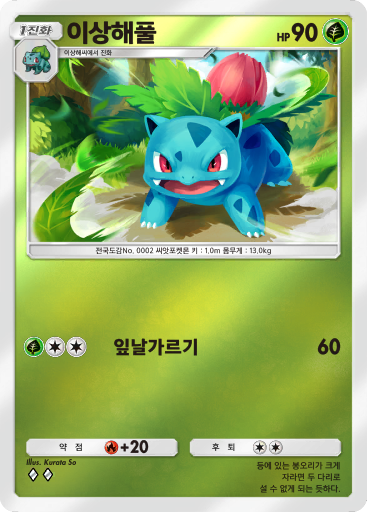 1진화
이상해풀
HP 90
이상해씨에서 진화
전국도감No. 0002 씨앗포켓몬 키 : 1.0m 몸무게 : 13.0kg
잎날가르기 60
약점 +20 후퇴
Illus. Kurata So
등에 있는 봉오리가 크게
자라면 두 다리로
설 수 없게 되는 듯하다.